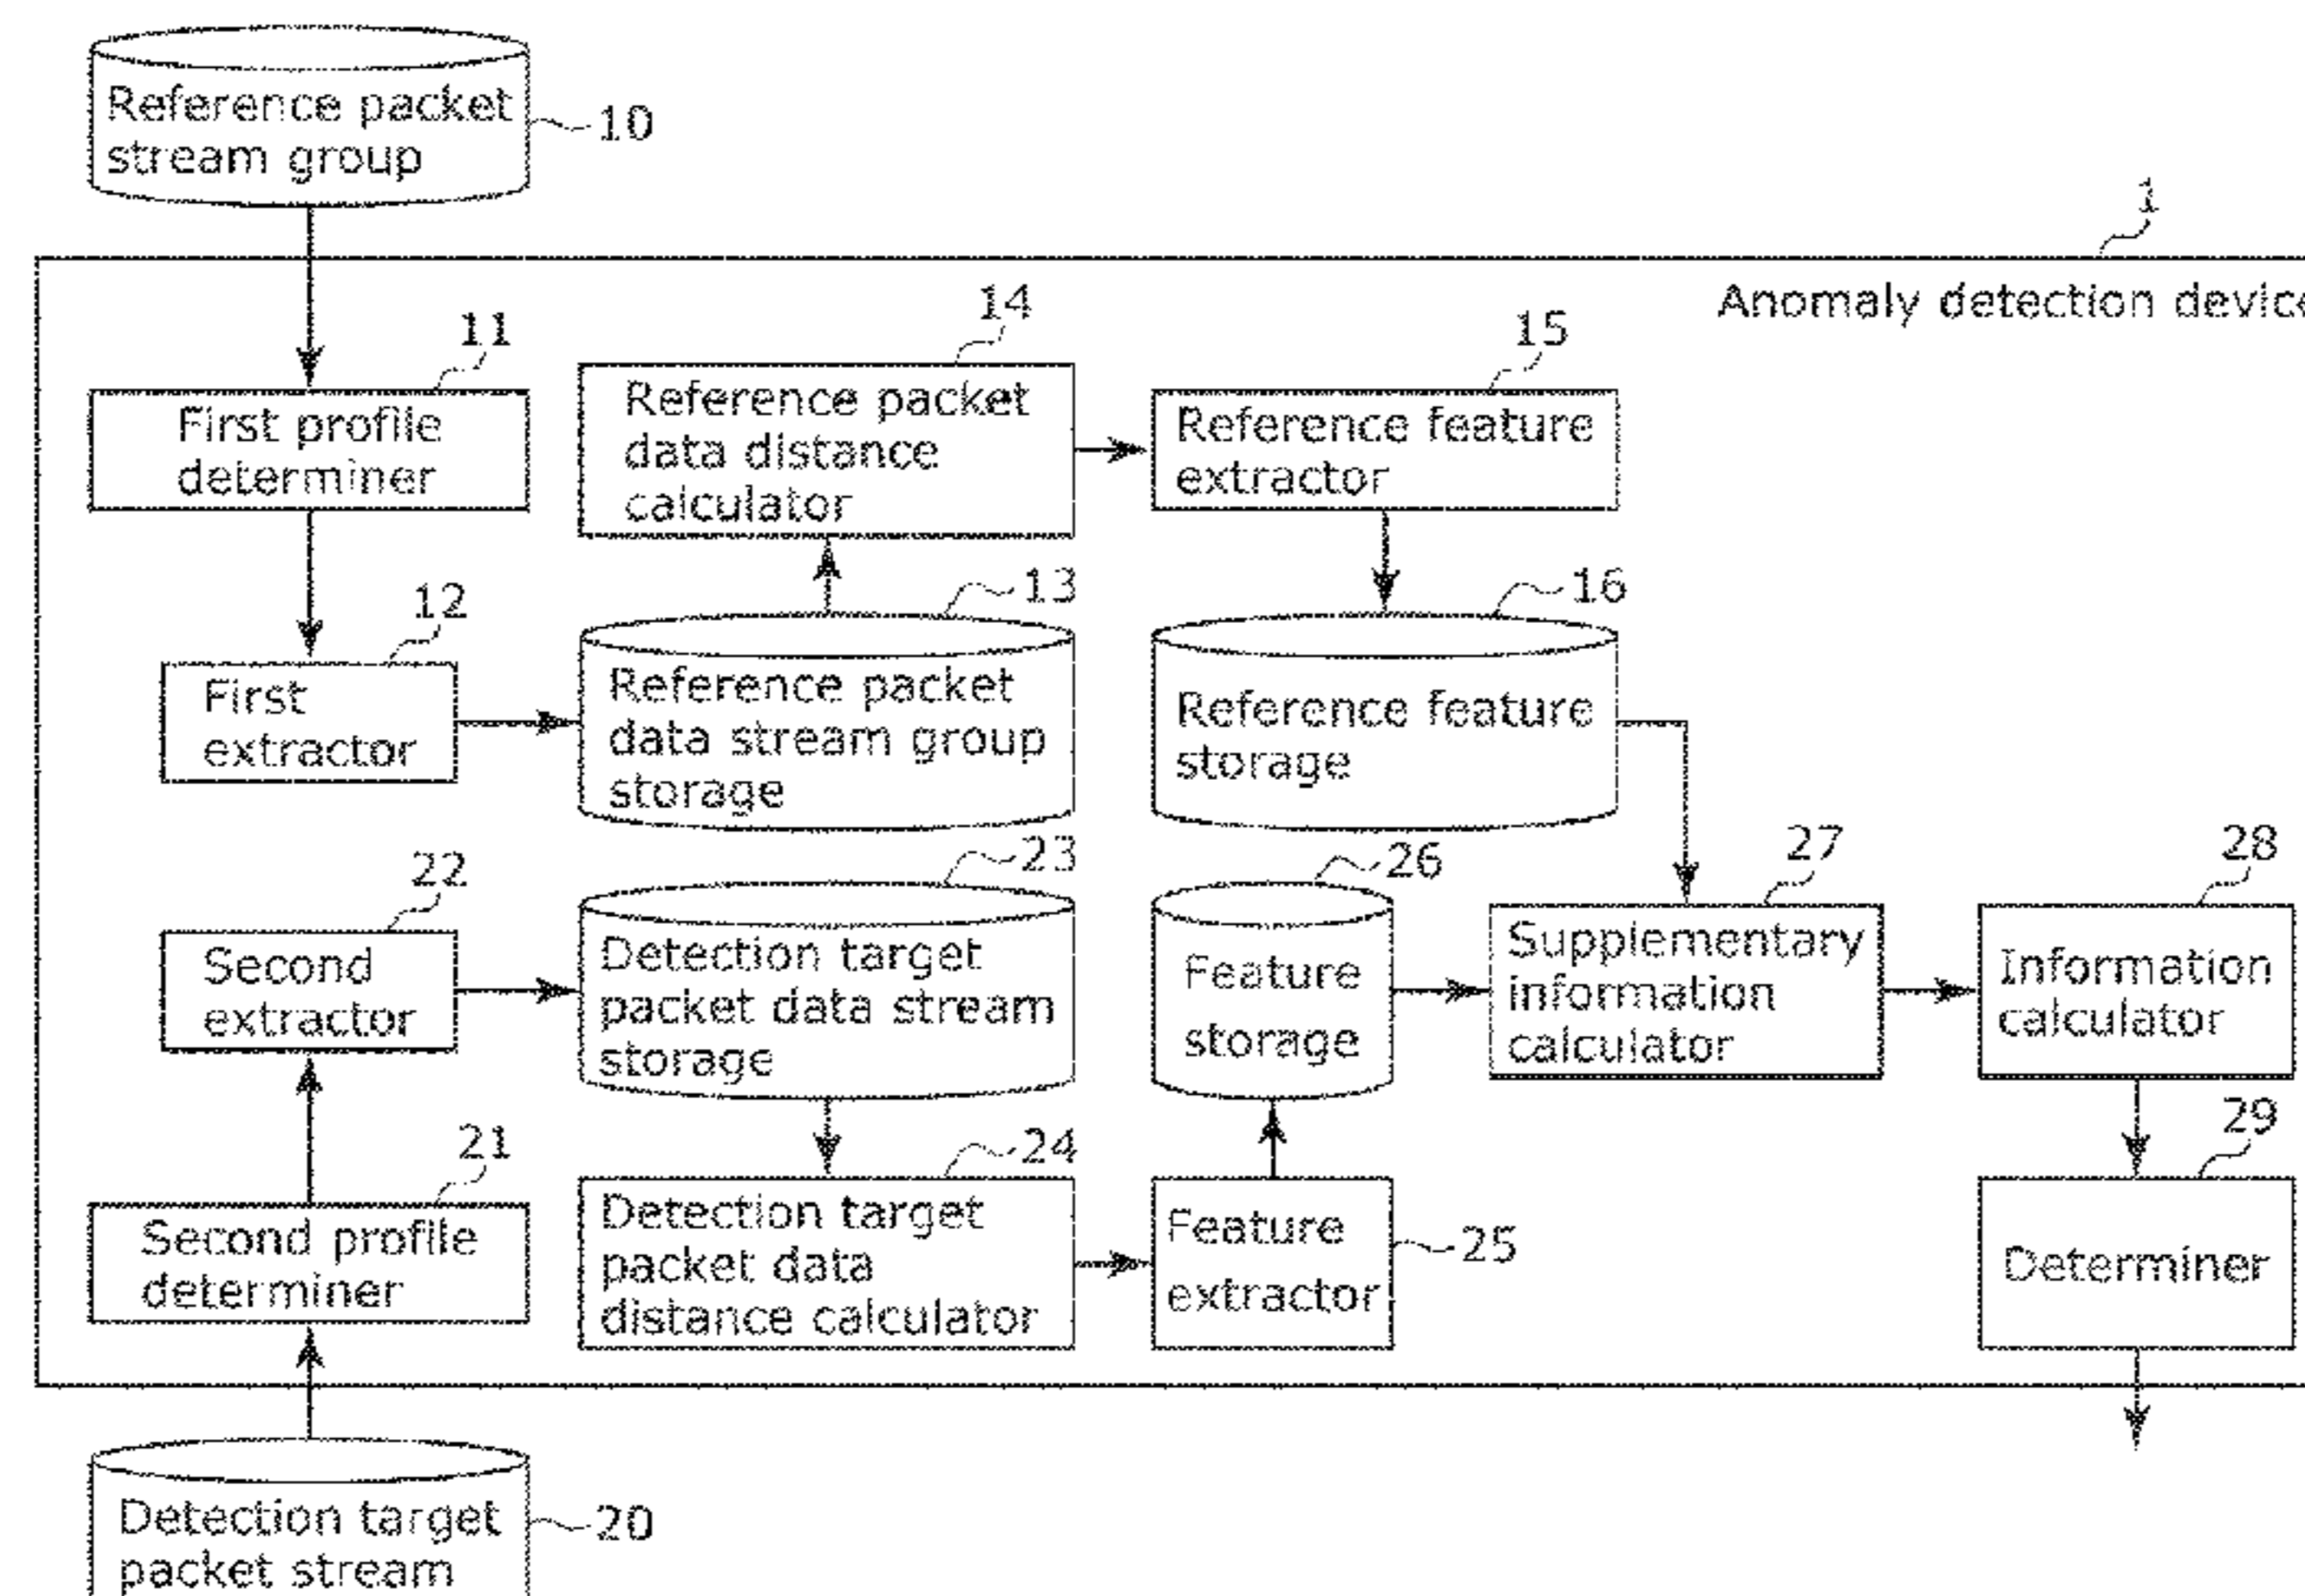 Reference packet
stream group
10
1
Anomaly detection device
11
First profile
determiner
14
Reference packet
data distance
calculator
15
Reference feature
extractor
12
First
extractor
13
Reference packet
data stream group
storage
16
Reference feature
storage
22
Second
extractor
23
Detection target
packet data stream
storage
26
Feature
storage
27
Supplementary
information
calculator
28
Information
calculator
21
Second profile
determiner
24
Detection target
packet data
distance calculator
25
Feature
extractor
29
Determiner
20
Detection target
packet stream